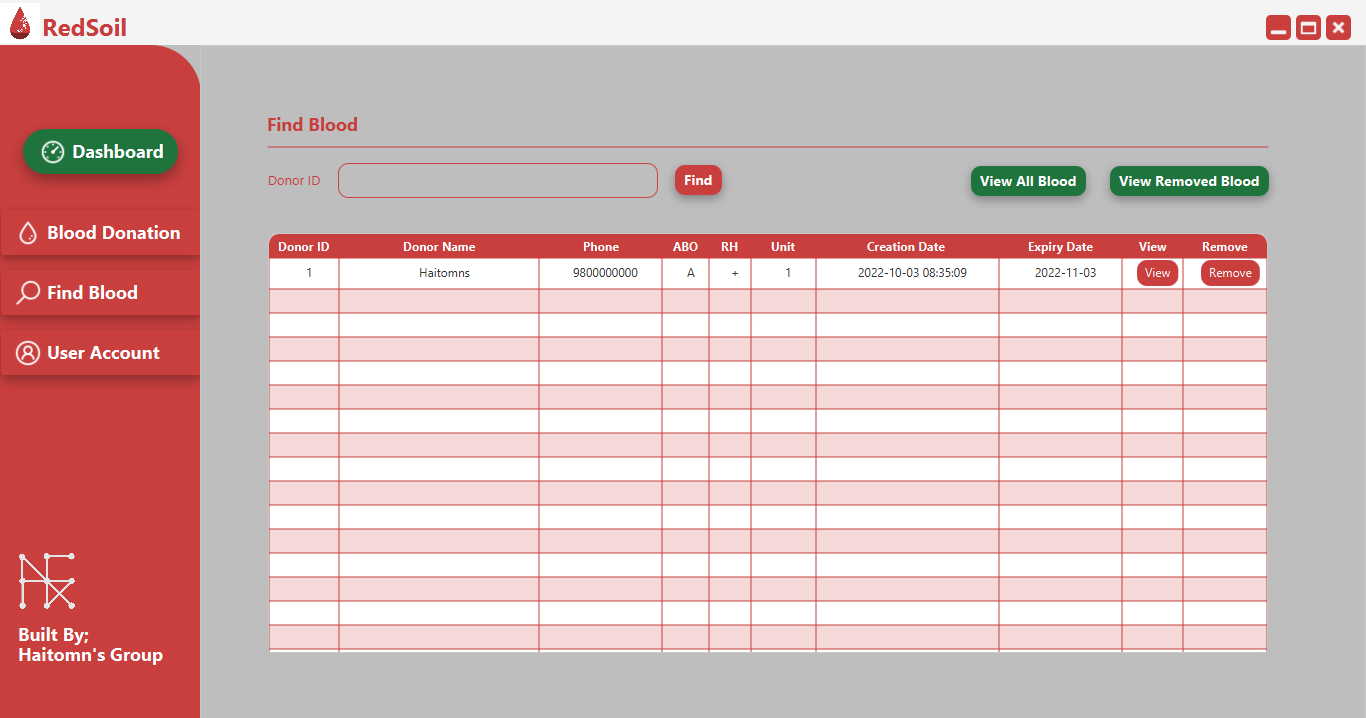 RedSoil
Dashboard
Blood Donation
Find Blood
User Account
Built By;
Haitomn's Group
Find Blood
Donor ID Find View All Blood View Removed Blood
Donor ID Donor Name Phone ABO RH Unit Creation Date Expiry Date View Remove
1 Haitomns 9800000000 A + 1 2022-10-03 08:35:09 2022-11-03 View Remove